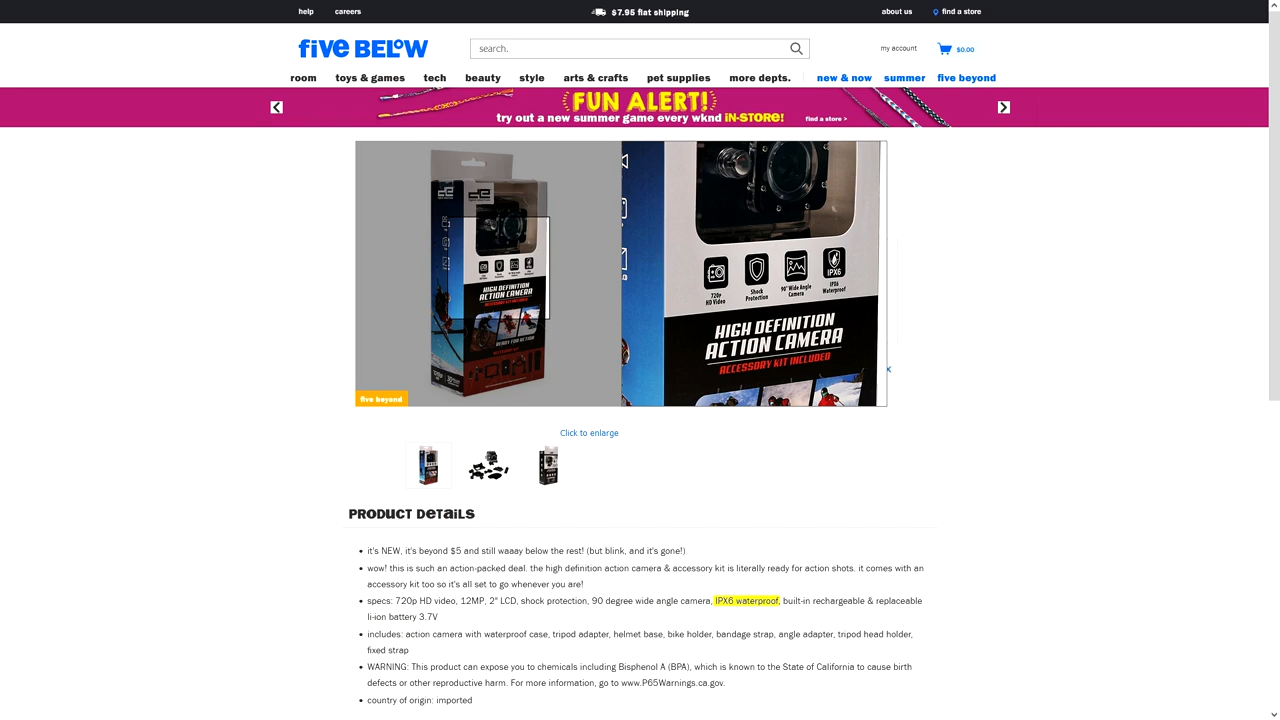 help
careers
$7.95 flat shipping
about us
find a store
fiVe BELoW
search.
my account
$0.00
room
toys & games
tech
beauty
style
arts & crafts
pet supplies
more depts.
new & now
summer
five beyond
FUN ALERT!
try out a new summer game every wknd iN-STORE!
find a store >
720p
HD Video
Shock
Protection
90° Wide Angle
Camera
IPX6
IPX6
Waterproof
HIGH DEFINITION
ACTION CAMERA
ACCESSORY KIT INCLUDED
HIGH DEFINITION
ACTION CAMERA
ACCESSORY KIT INCLUDED
READY FOR ACTION
five beyond
x
Click to enlarge
PRODUCT DETAILS
• it's NEW, it's beyond $5 and still waaay below the rest! (but blink, and it's gone!)
• wow! this is such an action-packed deal. the high definition action camera & accessory kit is literally ready for action shots. it comes with an
accessory kit too so it's all set to go whenever you are!
• specs: 720p HD video, 12MP, 2" LCD, shock protection, 90 degree wide angle camera, IPX6 waterproof, built-in rechargeable & replaceable
li-ion battery 3.7V
• includes: action camera with waterproof case, tripod adapter, helmet base, bike holder, bandage strap, angle adapter, tripod head holder,
fixed strap
• WARNING: This product can expose you to chemicals including Bisphenol A (BPA), which is known to the State of California to cause birth
defects or other reproductive harm. For more information, go to www.P65Warnings.ca.gov.
• country of origin: imported